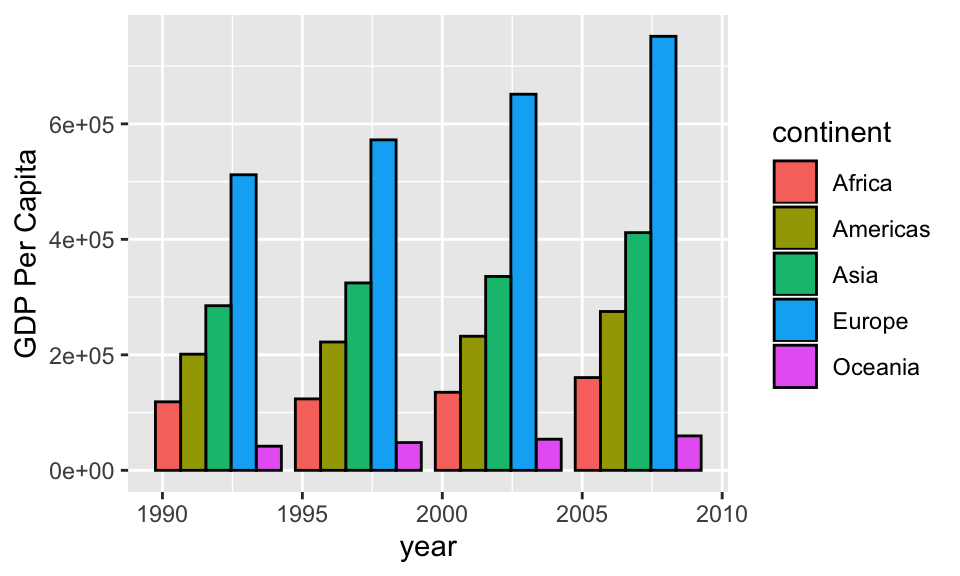 GDP Per Capita
6e+05
4e+05
2e+05
0e+00
1990
1995
2000
2005
2010
year
continent
Africa
Americas
Asia
Europe
Oceania